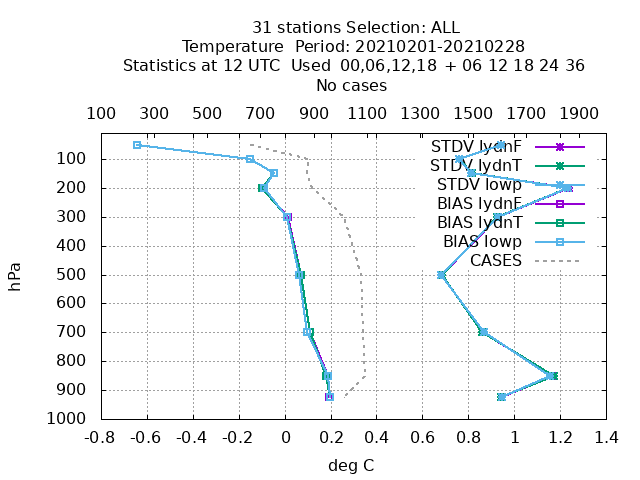 31 stations Selection: ALL
Temperature  Period: 20210201-20210228
Statistics at 12 UTC  Used  00,06,12,18  + 06 12 18 24 36
No cases
100 300 500 700 900 1100 1300 1500 1700 1900
STDV lydnF
STDV lydnT
STDV lowp
BIAS lydnF
BIAS lydnT
BIAS lowp
CASES
100
200
300
400
500
600
700
800
900
1000
hPa
-0.8 -0.6 -0.4 -0.2 0 0.2 0.4 0.6 0.8 1 1.2 1.4
deg C